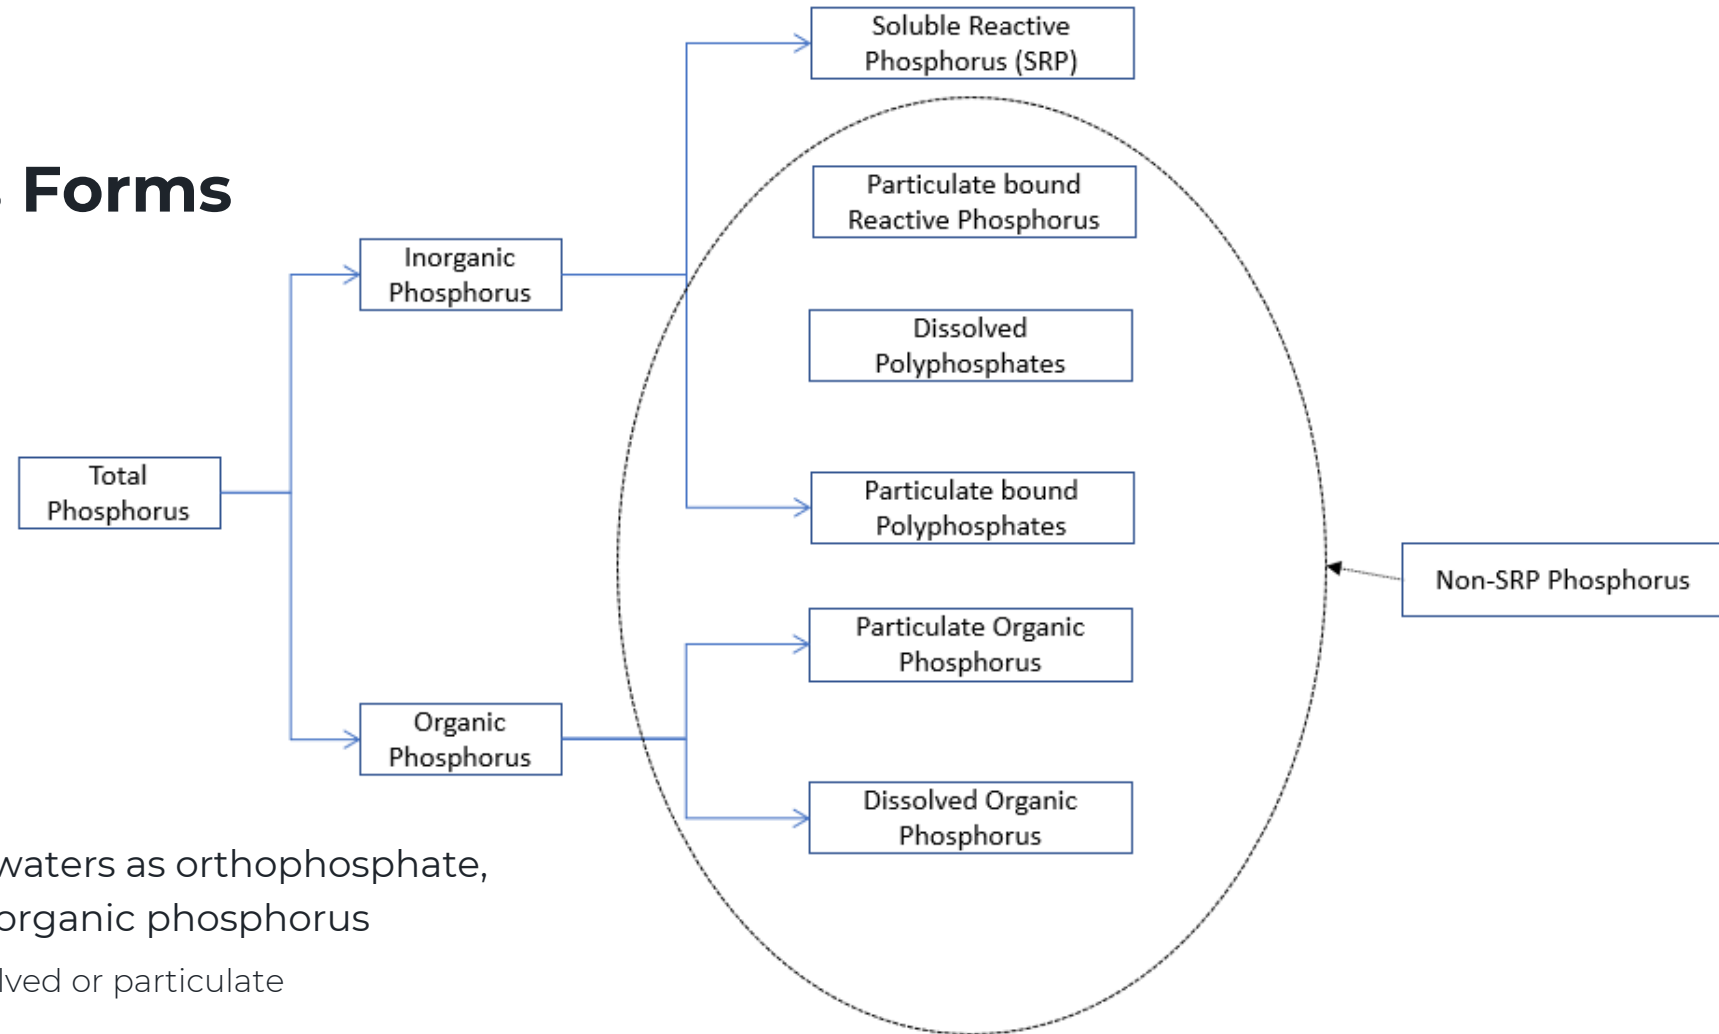 s Forms
Soluble Reactive
Phosphorus (SRP)
Particulate bound
Reactive Phosphorus
Inorganic
Phosphorus
Dissolved
Polyphosphates
Total
Phosphorus
Particulate bound
Polyphosphates
Non-SRP Phosphorus
Particulate Organic
Phosphorus
Organic
Phosphorus
Dissolved Organic
Phosphorus
waters as orthophosphate,
organic phosphorus
lved or particulate